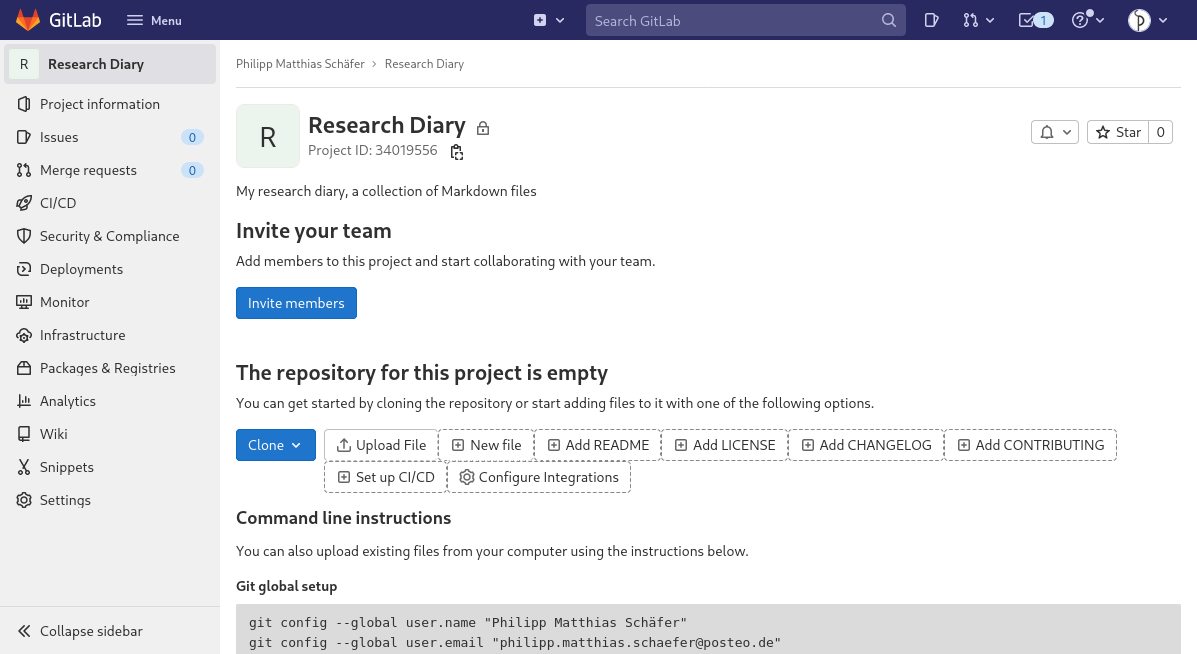 GitLab
Menu
Search GitLab
1
R
Research Diary
Project information
Issues 0
Merge requests 0
CI/CD
Security & Compliance
Deployments
Monitor
Infrastructure
Packages & Registries
Analytics
Wiki
Snippets
Settings
Collapse sidebar
Philipp Matthias Schäfer > Research Diary
R
Research Diary
Project ID: 34019556
Star 0
My research diary, a collection of Markdown files
Invite your team
Add members to this project and start collaborating with your team.
Invite members
The repository for this project is empty
You can get started by cloning the repository or start adding files to it with one of the following options.
Clone Upload File New file Add README Add LICENSE Add CHANGELOG Add CONTRIBUTING
Set up CI/CD Configure Integrations
Command line instructions
You can also upload existing files from your computer using the instructions below.
Git global setup
git config --global user.name "Philipp Matthias Schäfer"
git config --global user.email "philipp.matthias.schaefer@posteo.de"